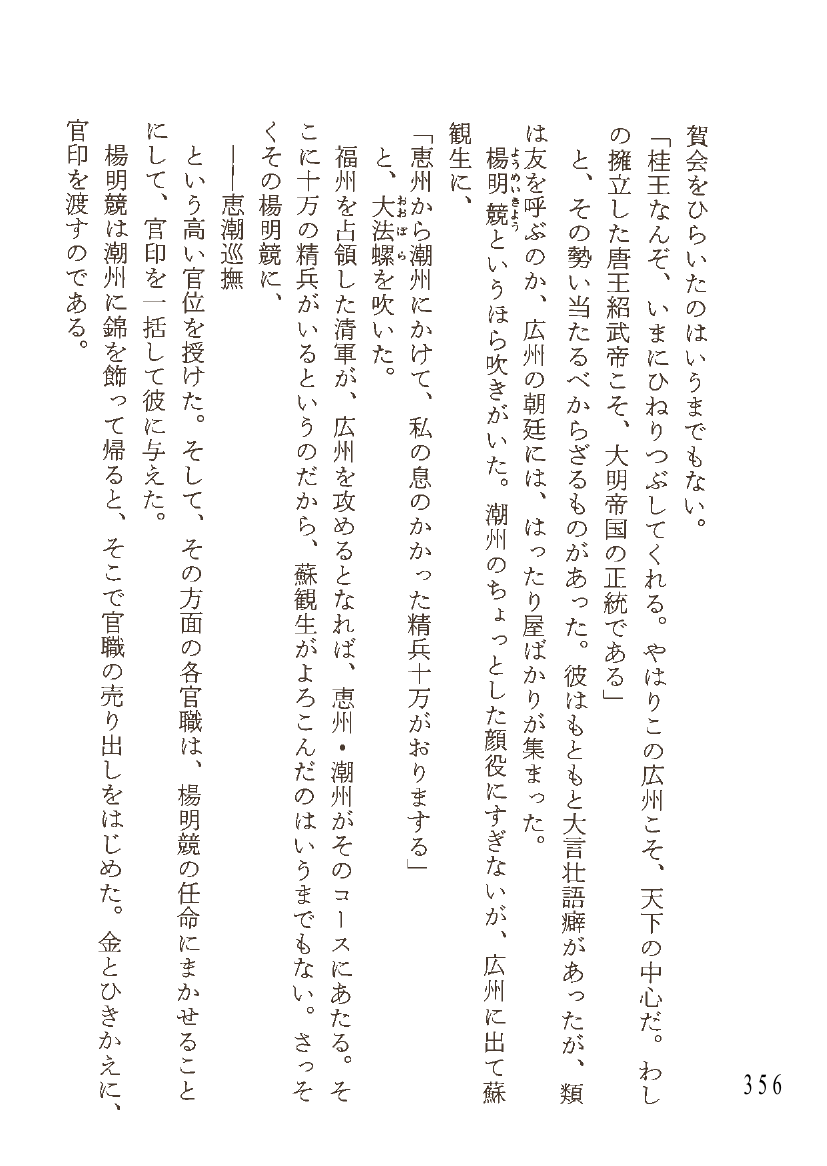 賀会をひらいたのはいうまでもない。
「桂王なんぞ、いまにひねりつぶしてくれる。やはりこの広州こそ、天下の中心だ。わし
の擁立した唐王紹武帝こそ、大明帝国の正統である」
と、その勢い当たるべからざるものがあった。彼はもともと大言壮語癖があったが、類
は友を呼ぶのか、広州の朝廷には、はったり屋ばかりが集まった。
楊明競というほら吹きがいた。潮州のちょっとした顔役にすぎないが、広州に出て蘇
ようめいきよう
観生に、
「恵州から潮州にかけて、私の息のかかった精兵十万がおりまする」
と、大法螺を吹いた。
おおぼら
福州を占領した清軍が、広州を攻めるとなれば、恵州・潮州がそのコースにあたる。そ
こに十万の精兵がいるというのだから、蘇観生がよろこんだのはいうまでもない。さっそ
くその楊明競に、
――恵潮巡撫
という高い官位を授けた。そして、その方面の各官職は、楊明競の任命にまかせること
にして、官印を一括して彼に与えた。
楊明競は潮州に錦を飾って帰ると、そこで官職の売り出しをはじめた。金とひきかえに、
官印を渡すのである。
356